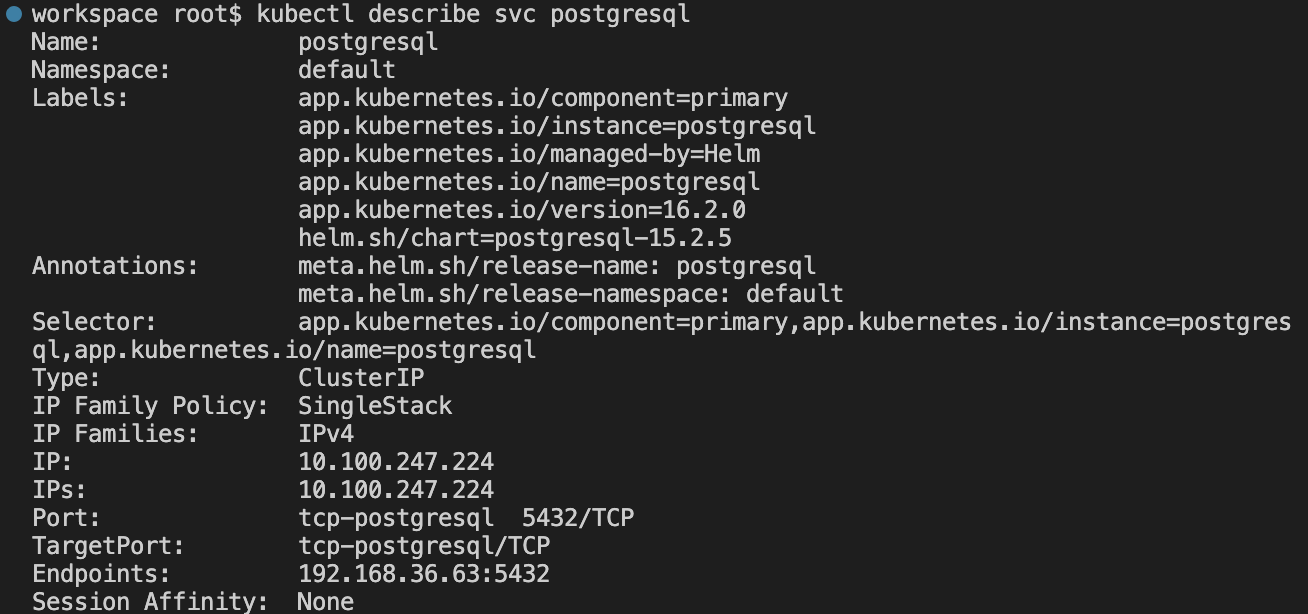 workspace root$ kubectl describe svc postgresql
Name:              postgresql
Namespace:         default
Labels:            app.kubernetes.io/component=primary
                   app.kubernetes.io/instance=postgresql
                   app.kubernetes.io/managed-by=Helm
                   app.kubernetes.io/name=postgresql
                   app.kubernetes.io/version=16.2.0
                   helm.sh/chart=postgresql-15.2.5
Annotations:       meta.helm.sh/release-name: postgresql
                   meta.helm.sh/release-namespace: default
Selector:          app.kubernetes.io/component=primary,app.kubernetes.io/instance=postgres
ql,app.kubernetes.io/name=postgresql
Type:              ClusterIP
IP Family Policy:  SingleStack
IP Families:       IPv4
IP:                10.100.247.224
IPs:               10.100.247.224
Port:              tcp-postgresql  5432/TCP
TargetPort:        tcp-postgresql/TCP
Endpoints:         192.168.36.63:5432
Session Affinity:  None